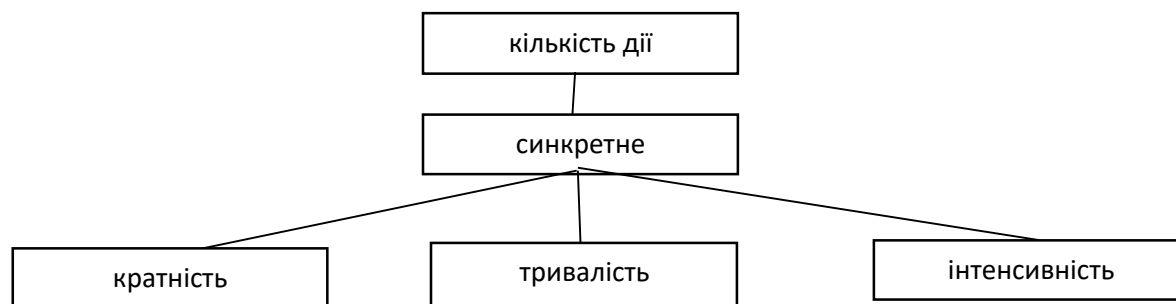 кількість дії
синкретне
кратність
тривалість
інтенсивність